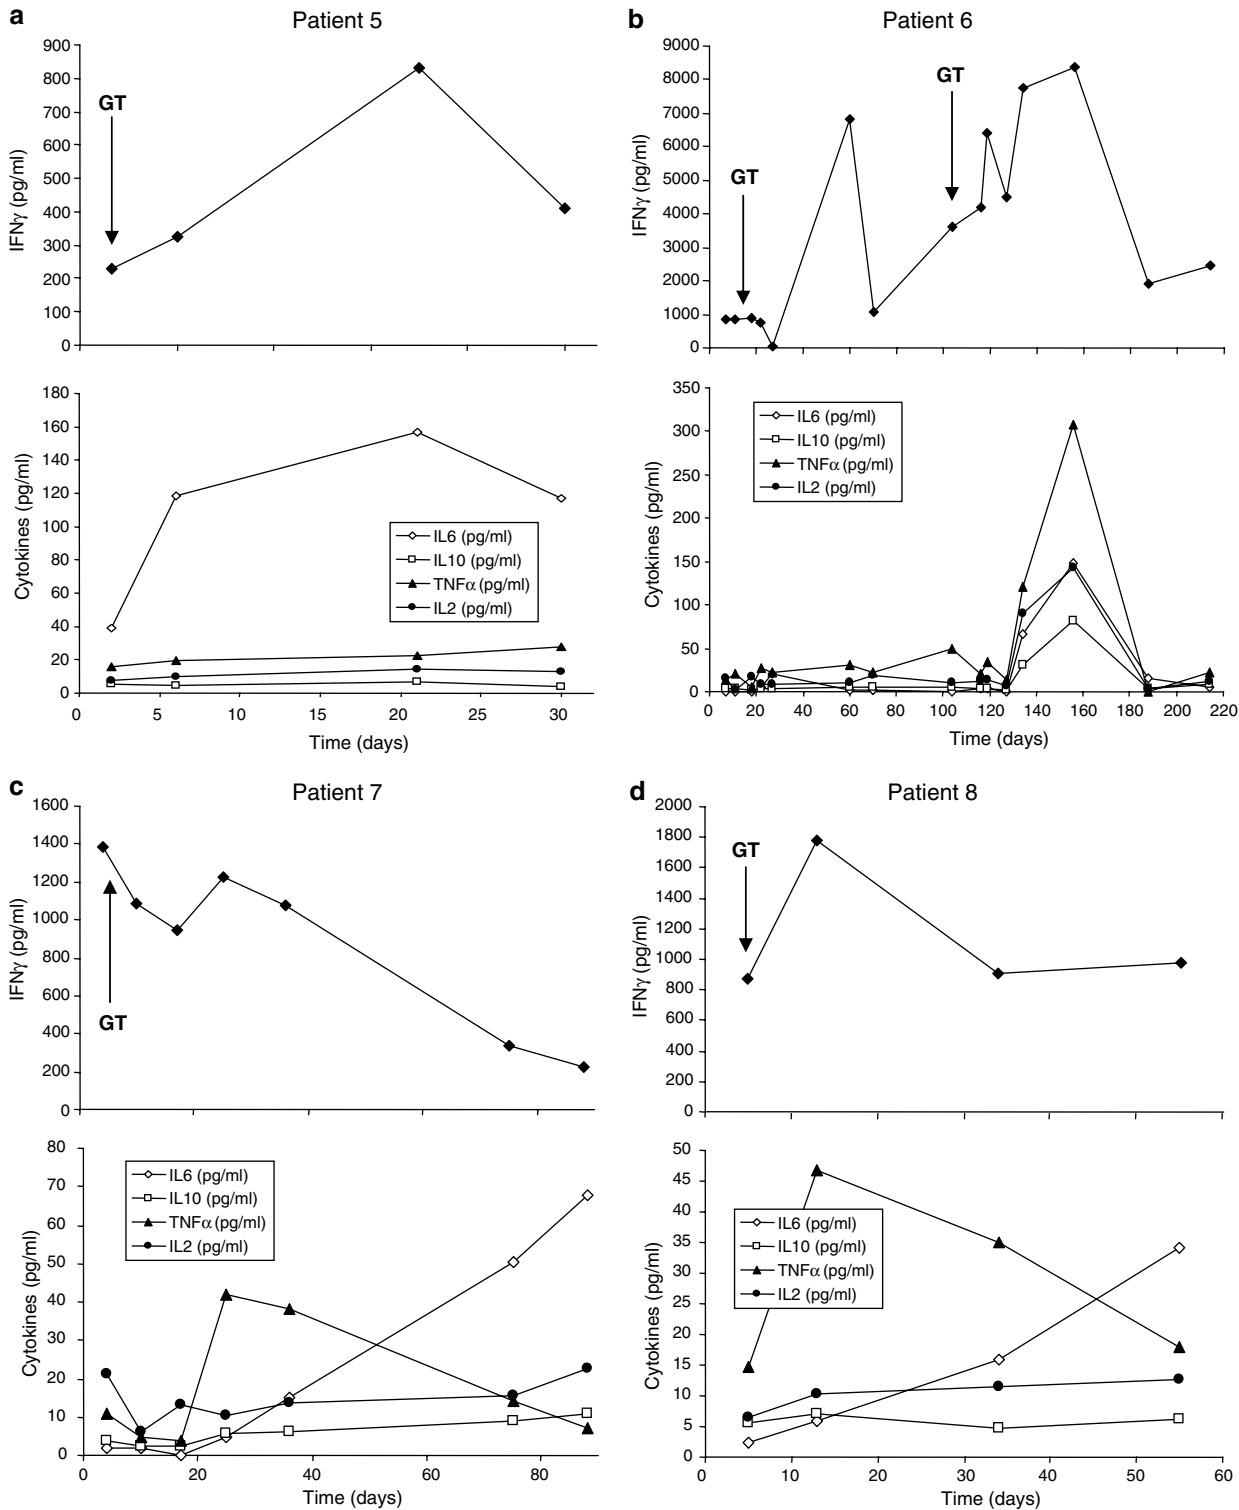 a
Patient 5
900
800
700
600
500
400
300
200
100
0
IFNγ (pg/ml)
GT
180
160
140
120
100
80
60
40
20
0
Cytokines (pg/ml)
IL6 (pg/ml)
IL10 (pg/ml)
TNFα (pg/ml)
IL2 (pg/ml)
0 5 10 15 20 25 30
Time (days)
b
Patient 6
9000
8000
7000
6000
5000
4000
3000
2000
1000
0
IFNγ (pg/ml)
GT
GT
350
300
250
200
150
100
50
0
Cytokines (pg/ml)
IL6 (pg/ml)
IL10 (pg/ml)
TNFα (pg/ml)
IL2 (pg/ml)
0 20 40 60 80 100 120 140 160 180 200 220
Time (days)
c
Patient 7
1600
1400
1200
1000
800
600
400
200
0
IFNγ (pg/ml)
GT
80
70
60
50
40
30
20
10
0
Cytokines (pg/ml)
IL6 (pg/ml)
IL10 (pg/ml)
TNFα (pg/ml)
IL2 (pg/ml)
0 20 40 60 80
Time (days)
d
Patient 8
2000
1800
1600
1400
1200
1000
800
600
400
200
0
IFNγ (pg/ml)
GT
50
45
40
35
30
25
20
15
10
5
0
Cytokines (pg/ml)
IL6 (pg/ml)
IL10 (pg/ml)
TNFα (pg/ml)
IL2 (pg/ml)
0 10 20 30 40 50 60
Time (days)